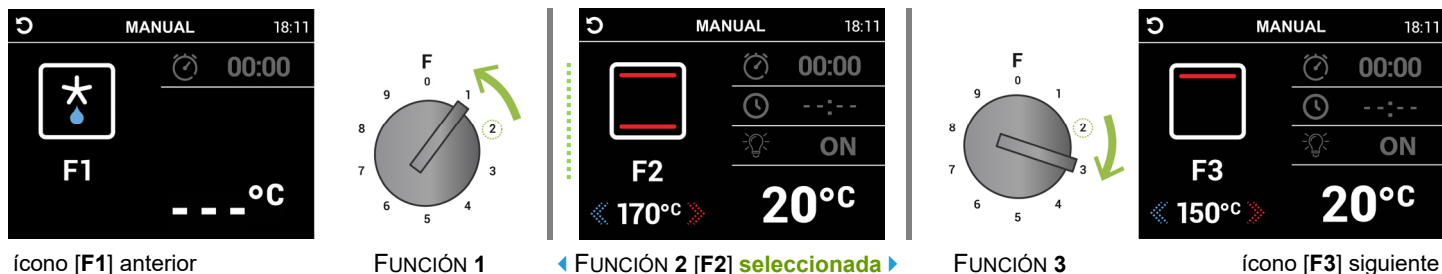 MANUAL 18:11
00:00
F1
_ _ _ °C
F
0
1
2
3
4
5
6
7
8
9
MANUAL 18:11
00:00
--:--
ON
F2
170°C
20°C
F
0
1
2
3
4
5
6
7
8
9
MANUAL 18:11
00:00
--:--
ON
F3
150°C
20°C
ícono [F1] anterior
FUNCIÓN 1
FUNCIÓN 2 [F2] seleccionada
FUNCIÓN 3
ícono [F3] siguiente